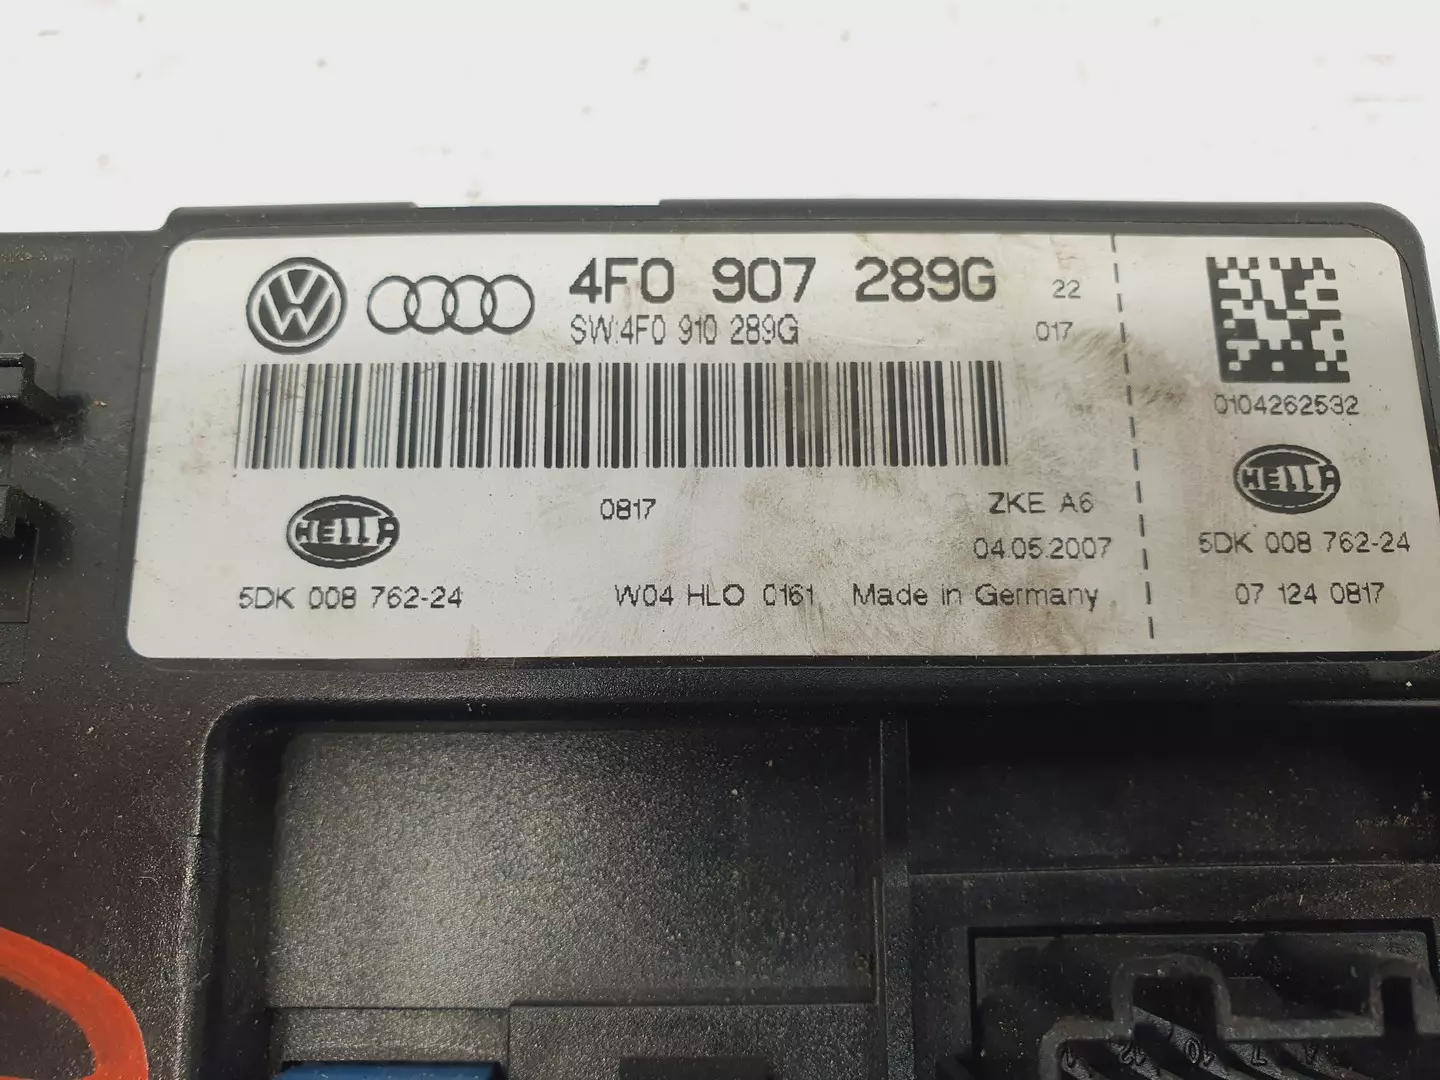 4F0 907 289G 22
SW:4F0 910 289G 017
0104262532
HELLA
0817 ZKE A6
HELLA
04.05.2007
5DK 008 762-24
5DK 008 762-24
W04 HLO 0161 Made in Germany
07 124 0817